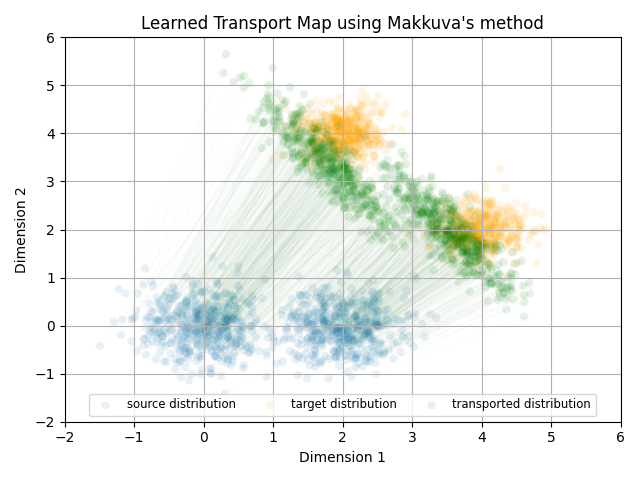 Learned Transport Map using Makkuva's method
6
5
4
3
2
1
0
−1
−2
Dimension 2
source distribution target distribution transported distribution
−2 −1 0 1 2 3 4 5 6
Dimension 1